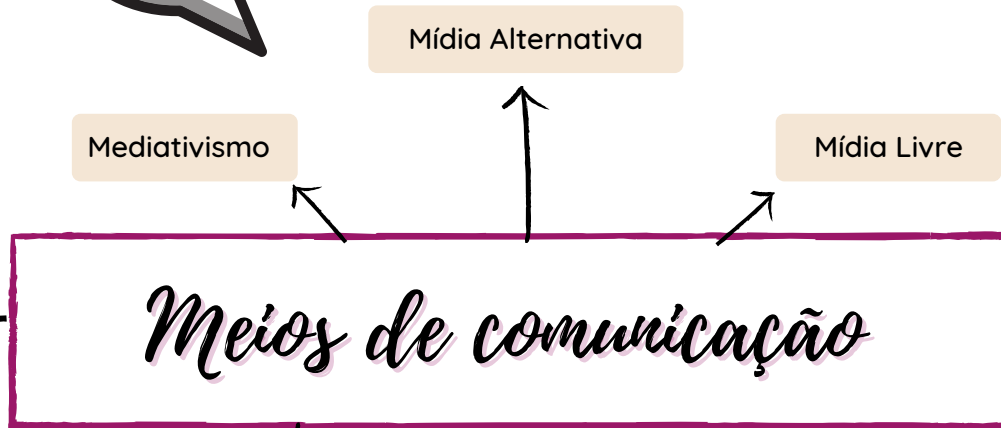 Mídia Alternativa
Mediativismo
Mídia Livre
Meios de comunicação